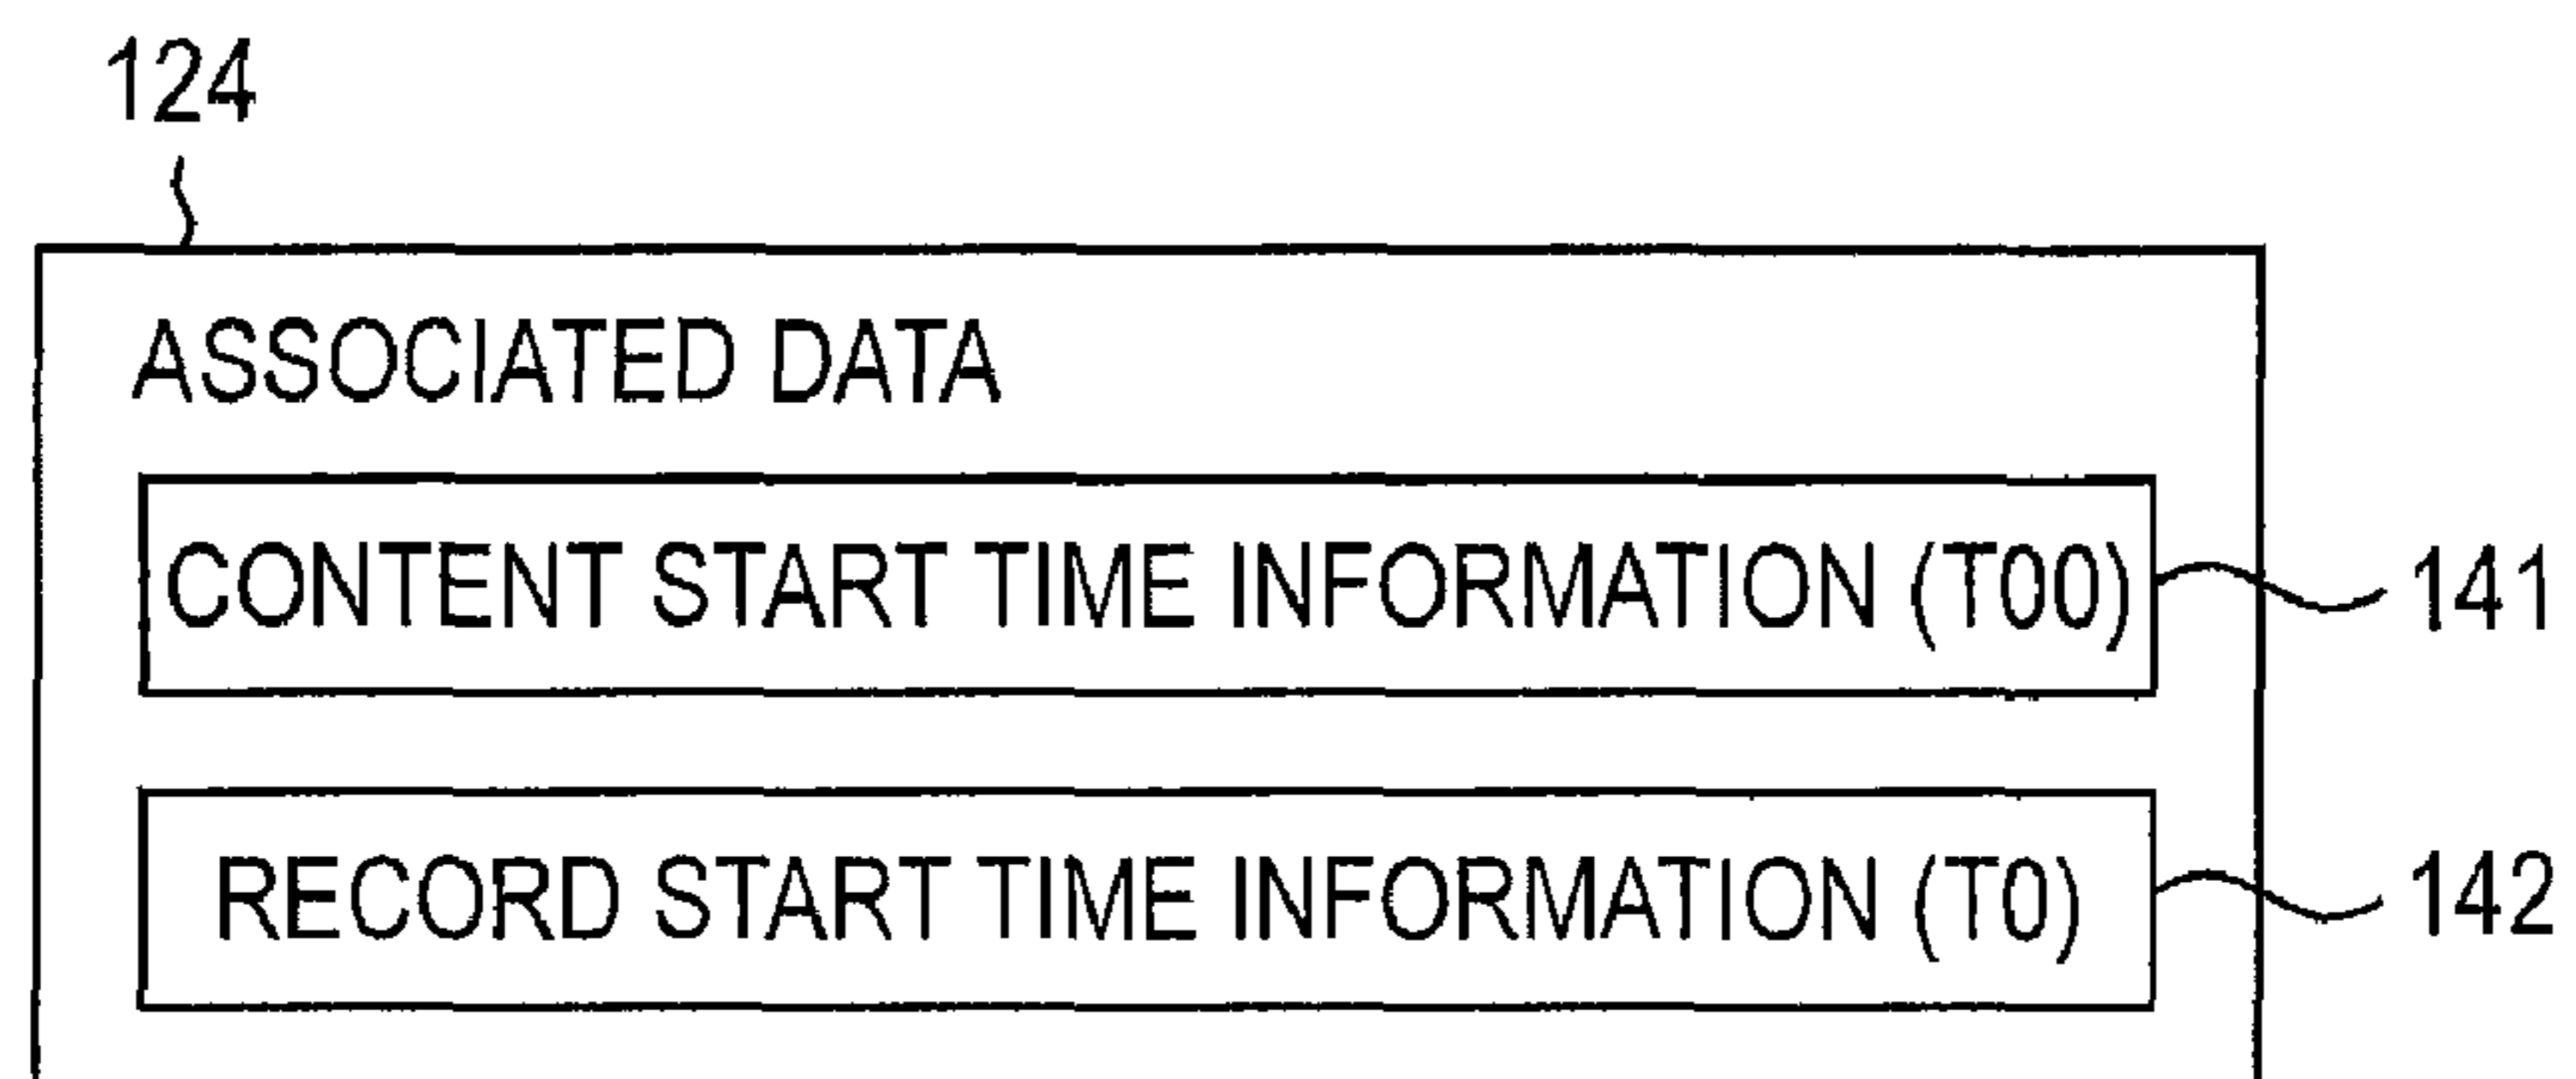 124
ASSOCIATED DATA
CONTENT START TIME INFORMATION (T00)
141
RECORD START TIME INFORMATION (T0)
142